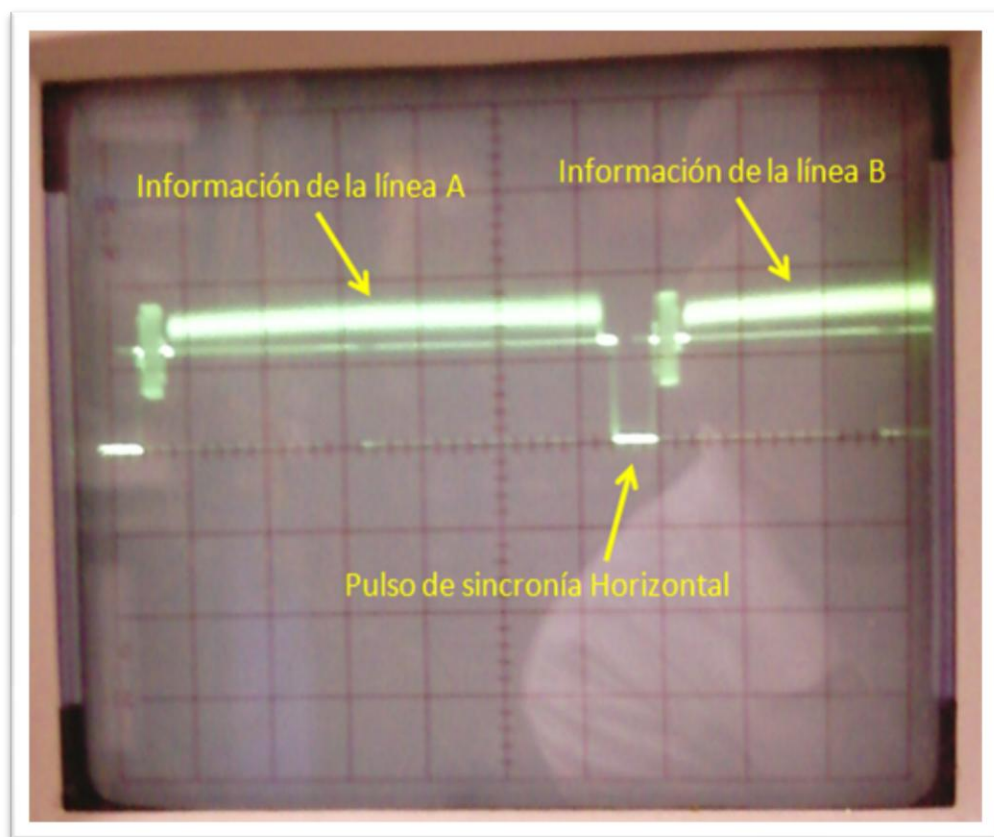 Información de la línea A
Información de la línea B
Pulso de sincronía Horizontal